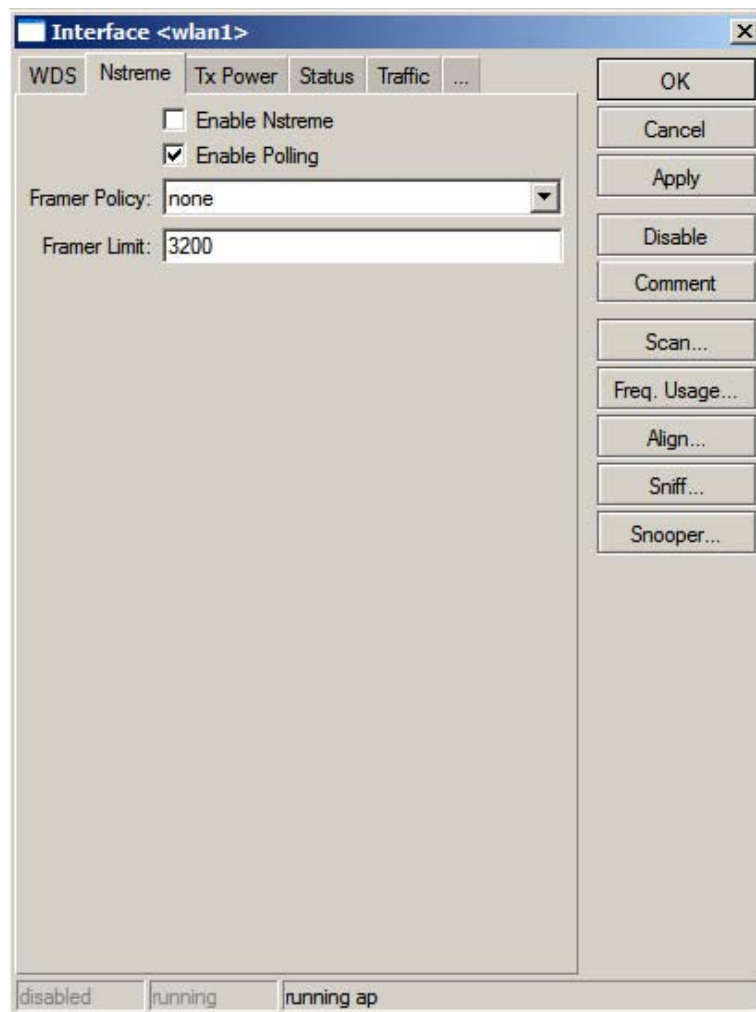 Interface <wlan1>
WDS Nstreme Tx Power Status Traffic ...
Enable Nstreme
Enable Polling
Framer Policy: none
Framer Limit: 3200
OK
Cancel
Apply
Disable
Comment
Scan...
Freq. Usage...
Align...
Sniff...
Snooper...
disabled running running ap